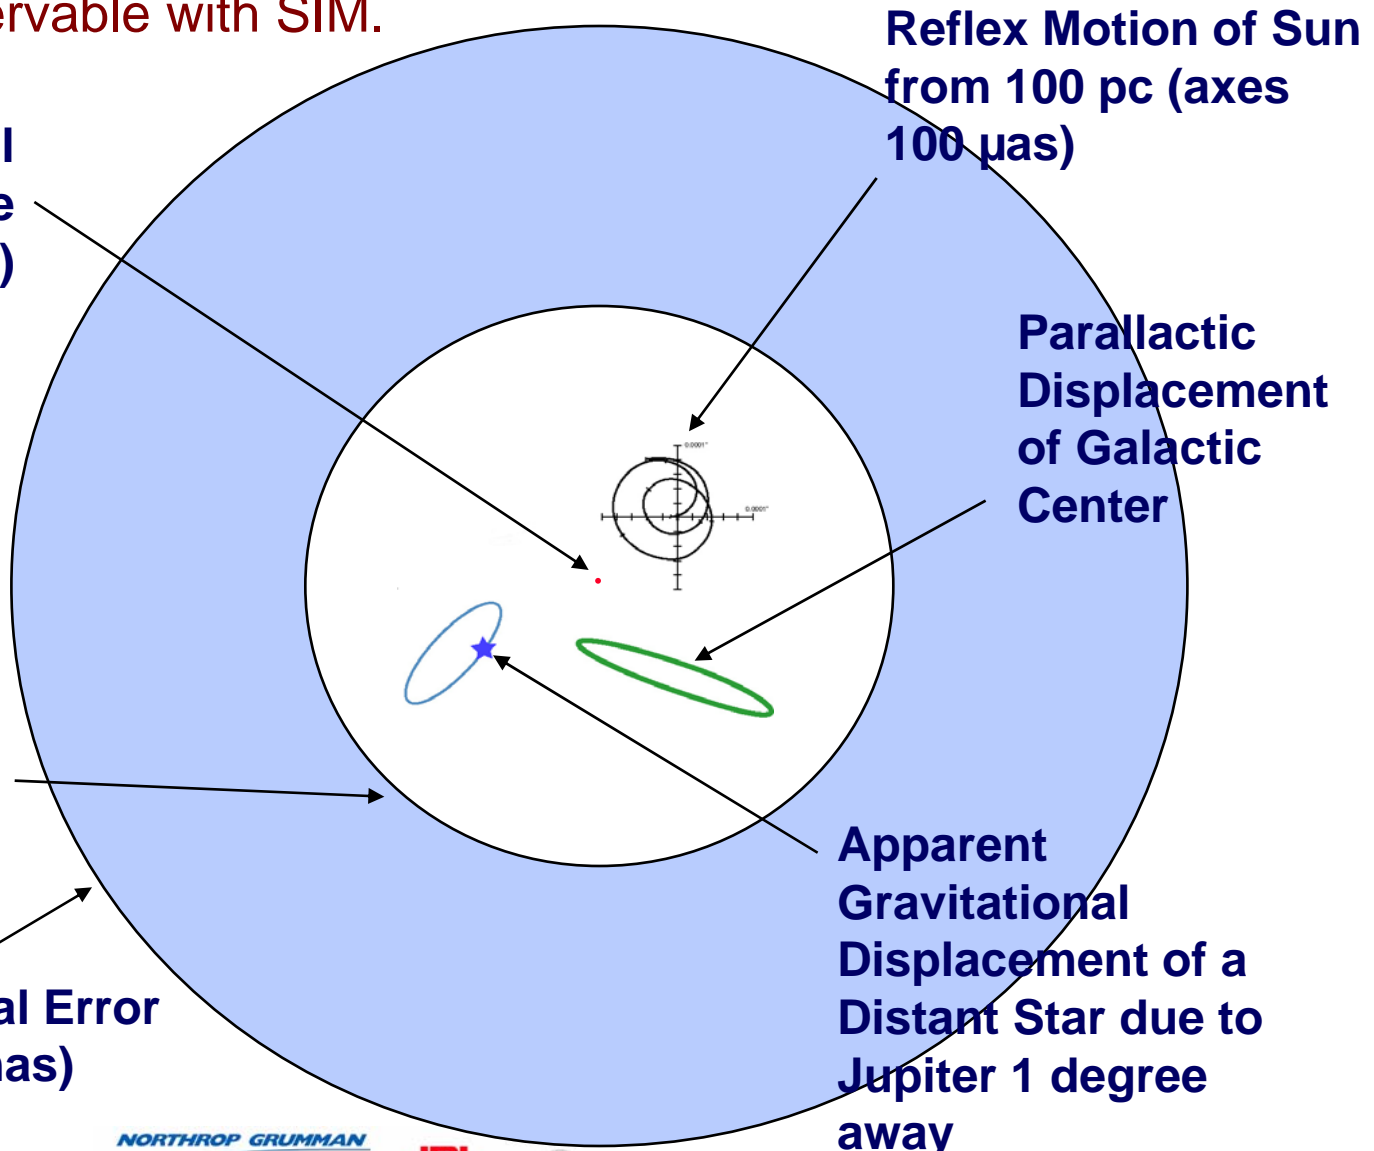 ervable with SIM.
Reflex Motion of Sun
from 100 pc (axes
100 µas)
l
e
)
0.0001"
0.0001"
Parallactic
Displacement
of Galactic
Center
Apparent
Gravitational
Displacement of a
Distant Star due to
Jupiter 1 degree
away
al Error
as)
NORTHROP GRUMMAN